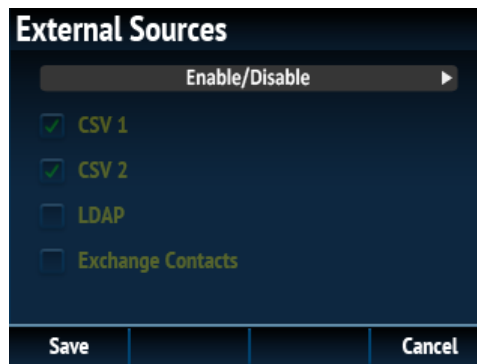 External Sources
Enable/Disable
CSV 1
CSV 2
LDAP
Exchange Contacts
Save Cancel